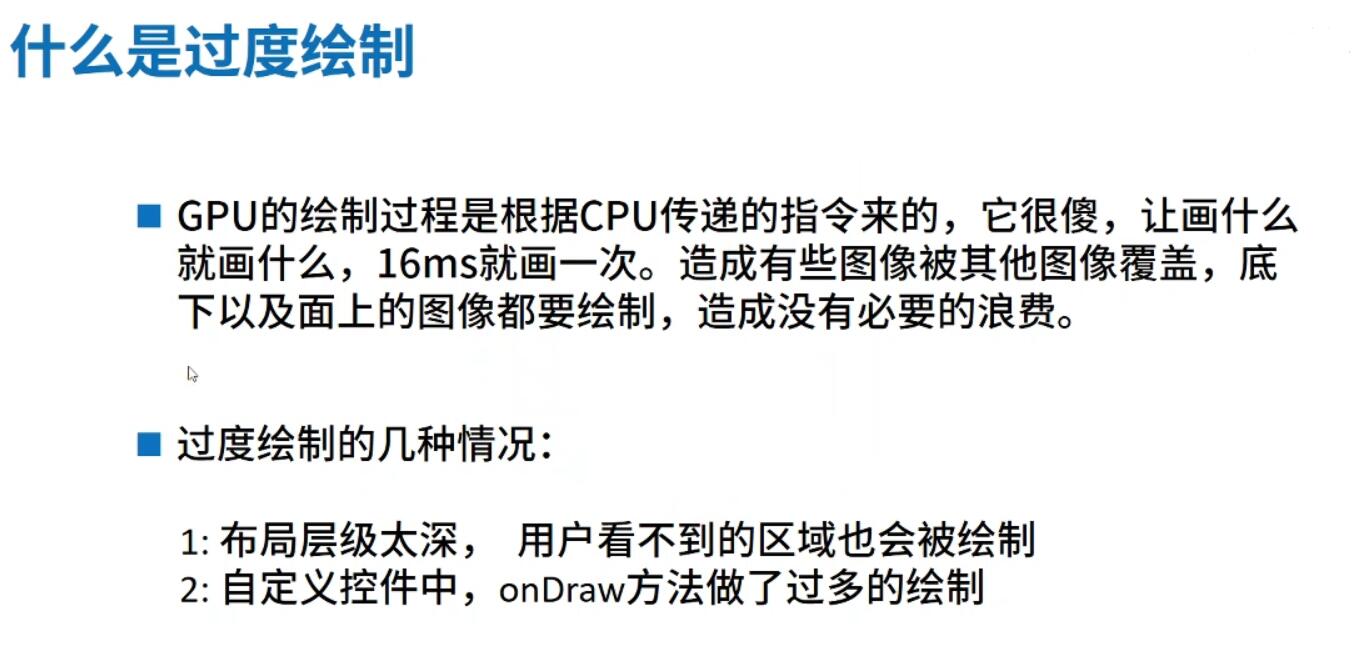 什么是过度绘制
GPU的绘制过程是根据CPU传递的指令来的，它很傻，让画什么
就画什么，16ms就画一次。造成有些图像被其他图像覆盖，底
下以及面上的图像都要绘制，造成没有必要的浪费。
过度绘制的几种情况：
1: 布局层级太深， 用户看不到的区域也会被绘制
2: 自定义控件中，onDraw方法做了过多的绘制